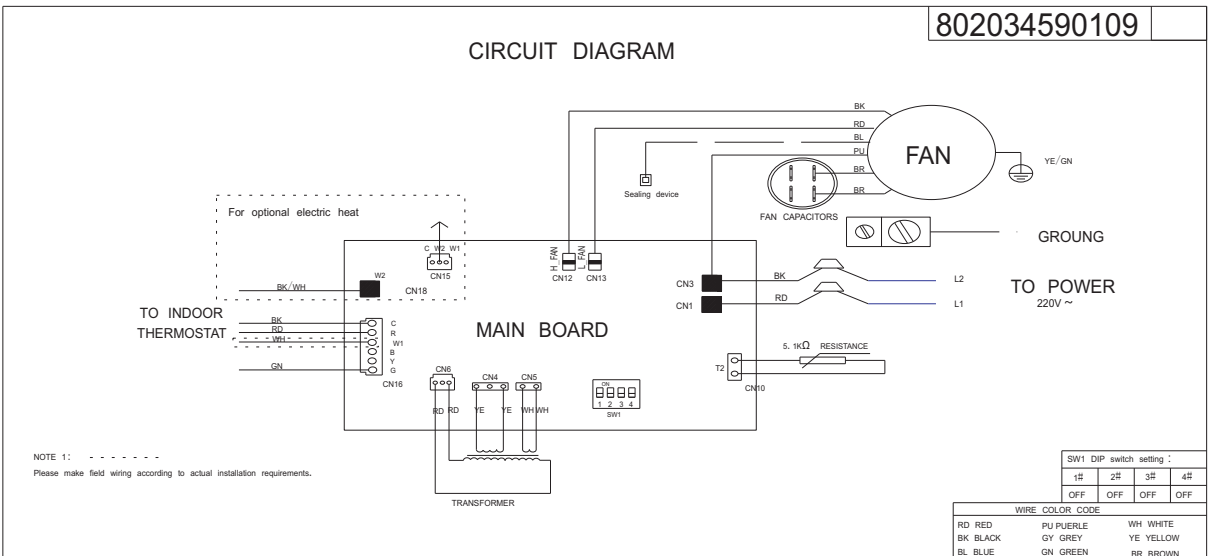 802034590109
CIRCUIT DIAGRAM
BK
RD
BL
PU
BR
BR
FAN
YE/GN
Sealing device
FAN CAPACITORS
GROUNG
For optional electric heat
C W2 W1
CN15
W2
BK/WH
CN18
H_FAN
L_FAN
CN12
CN13
CN3
BK
L2
CN1
RD
L1
TO POWER
220V ~
TO INDOOR
THERMOSTAT
BK
C
RD
R
WH
W1
B
Y
GN
G
CN16
MAIN BOARD
5. 1KΩ RESISTANCE
T2
CN10
CN6
CN4
CN5
ON
1 2 3 4
SW1
RD RD YE YE WH WH
TRANSFORMER
NOTE 1: - - - - - - -
Please make field wiring according to actual installation requirements.
SW1 DIP switch setting :
1# 2# 3# 4#
OFF OFF OFF OFF
WIRE COLOR CODE
RD RED PU PUERLE WH WHITE
BK BLACK GY GREY YE YELLOW
BL BLUE GN GREEN BR BROWN